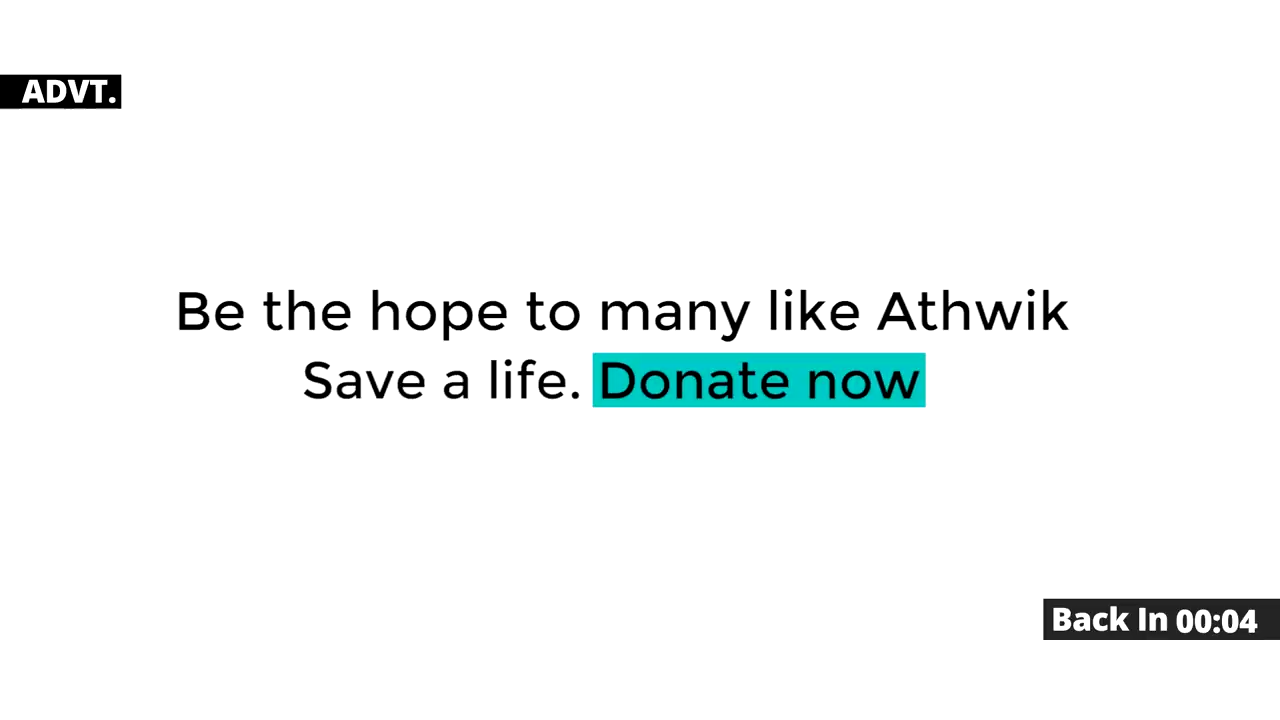 ADVT.
Be the hope to many like Athwik
Save a life. Donate now
Back In 00:04